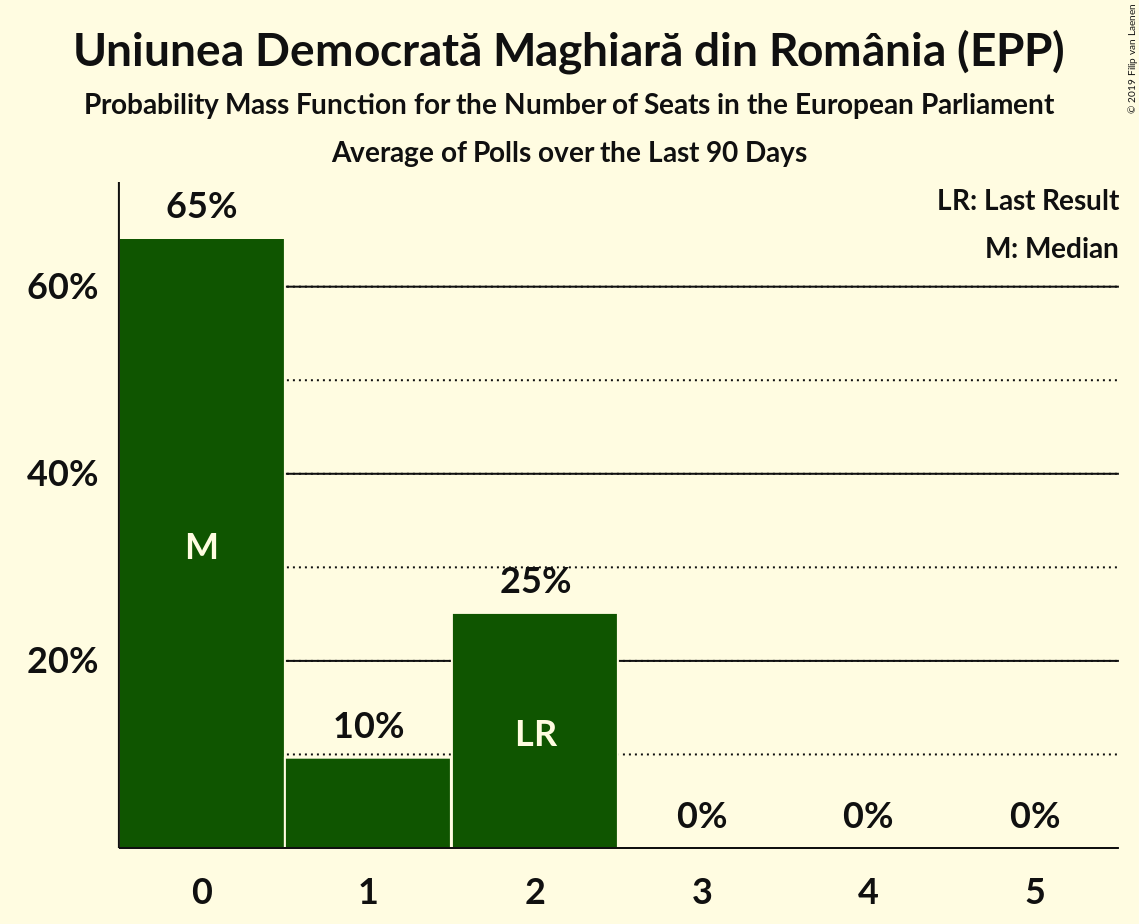 Uniunea Democrată Maghiară din România (EPP)
Probability Mass Function for the Number of Seats in the European Parliament
Average of Polls over the Last 90 Days
© 2019 Filip van Laenen
LR: Last Result
M: Median
65%
60%
40%
20%
M
10%
25%
LR
0%
0%
0%
0
1
2
3
4
5